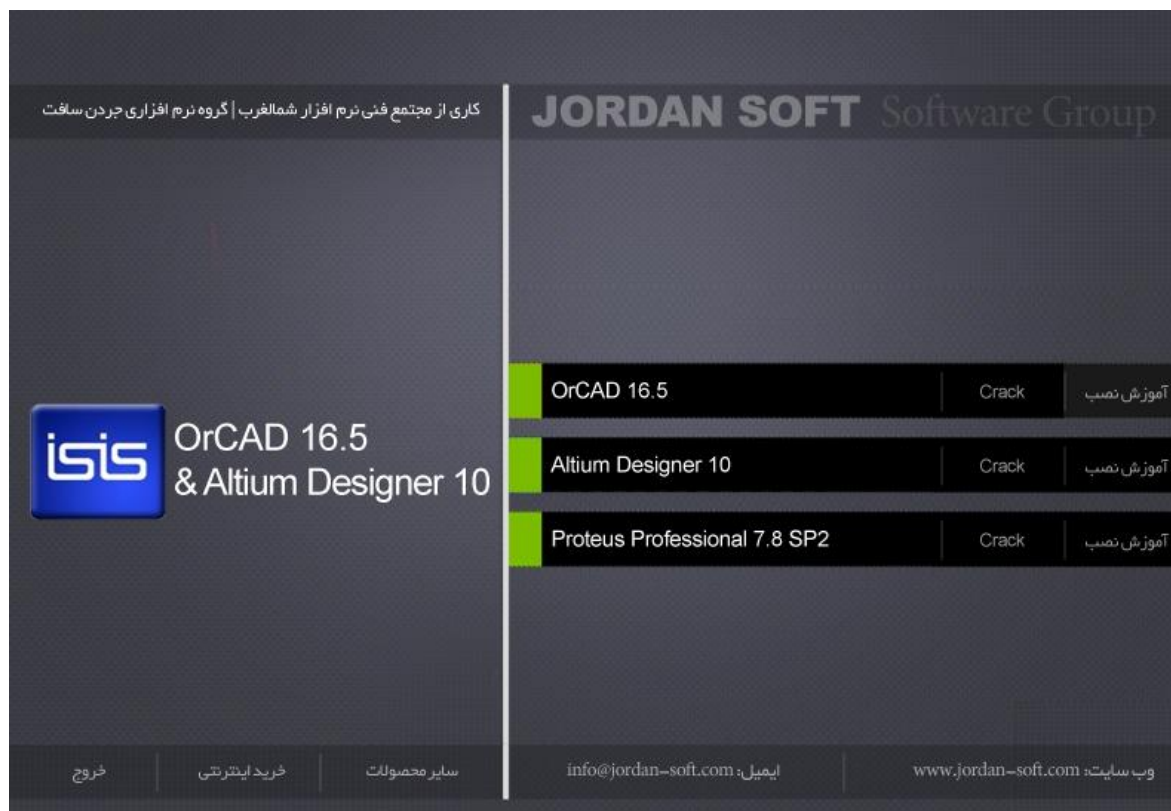 کاری از مجتمع فنی نرم افزار شمالغرب | گروه نرم افزاری جردن سافت
JORDAN SOFT Software Group
isis
OrCAD 16.5
& Altium Designer 10
OrCAD 16.5 Crack آموزش نصب
Altium Designer 10 Crack آموزش نصب
Proteus Professional 7.8 SP2 Crack آموزش نصب
خروج
خرید اینترنتی
سایر محصولات
ایمیل: info@jordan-soft.com
وب سایت: www.jordan-soft.com